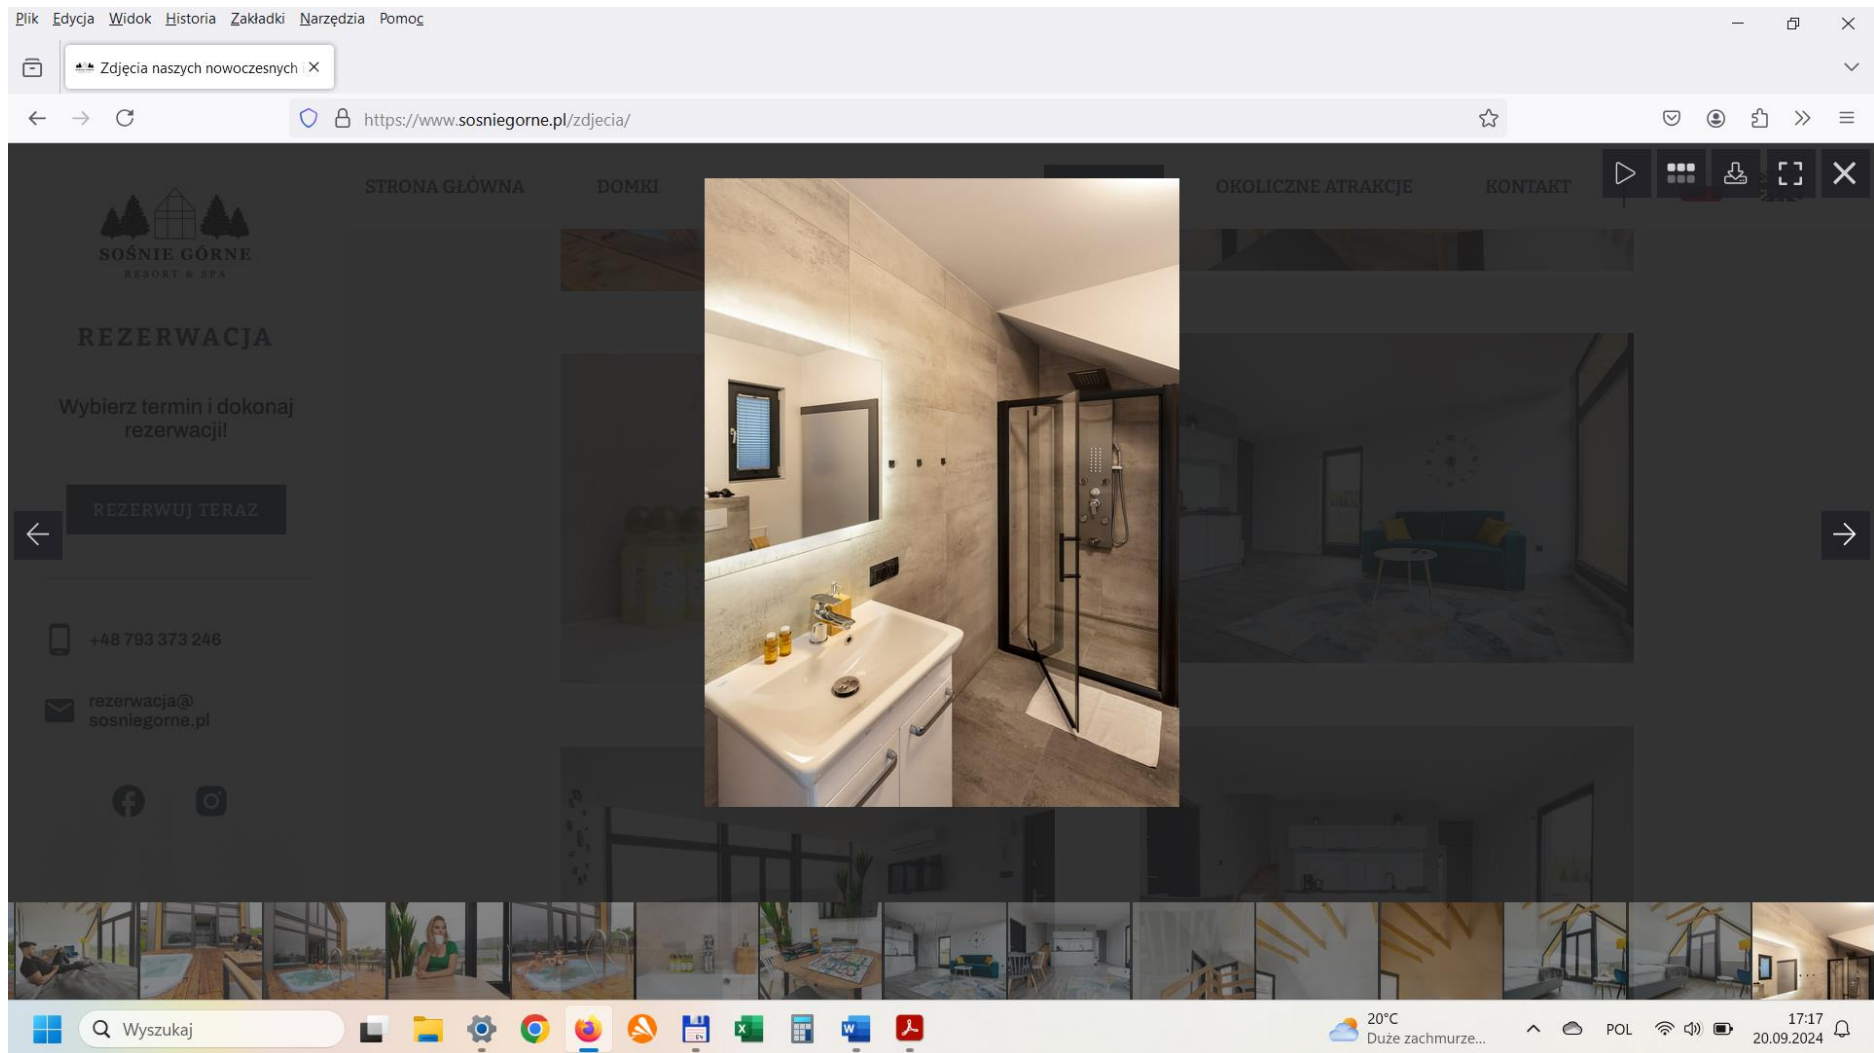 Plik Edycja Widok Historia Zakładki Narzędzia Pomoc
Zdjęcia naszych nowoczesnych
https://www.sosniegorne.pl/zdjecia/
STRONA GŁÓWNA DOMKI OKOLICZNE ATRAKCJE KONTAKT
SOŚNIE GÓRNE
RESORT & SPA
REZERWACJA
Wybierz termin i dokonaj
rezerwacji!
REZERWUJ TERAZ
+48 793 373 246
rezerwacja@
sosniegorne.pl
Wyszukaj
20°C
Duże zachmurze...
POL
17:17
20.09.2024